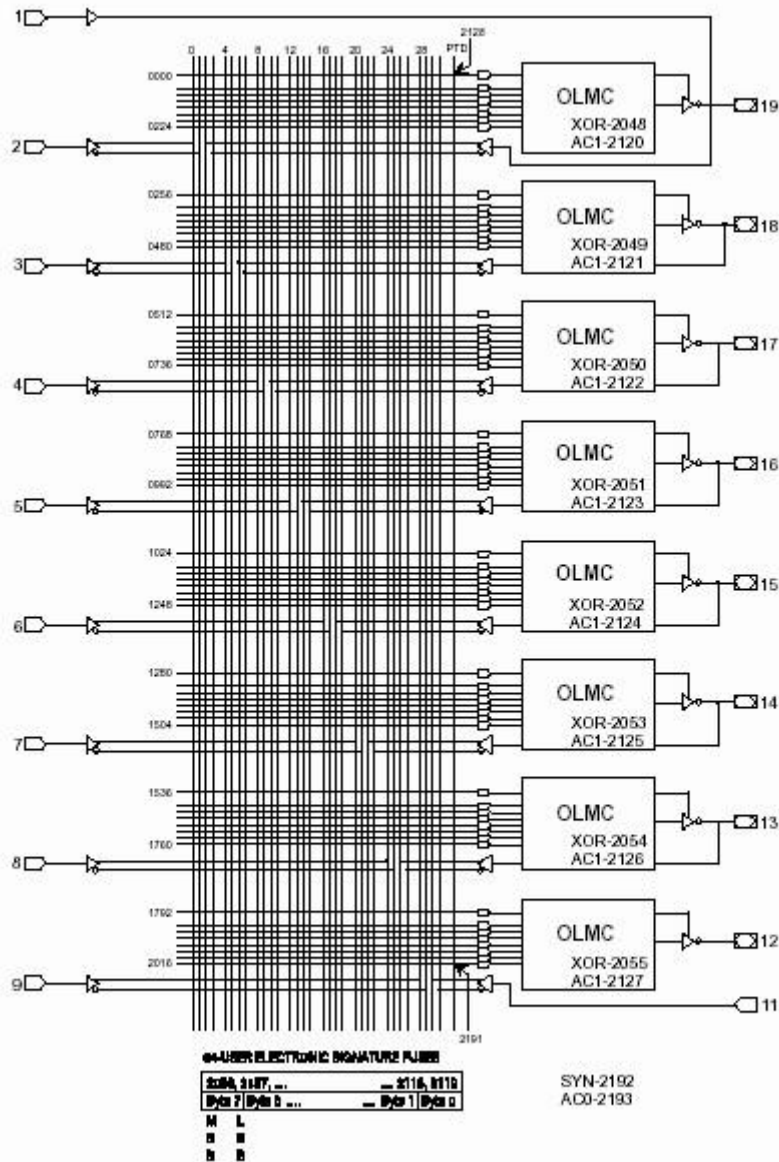 1
2128
0 4 8 12 16 20 24 28 PTD
0000
OLMC
19
XOR-2048
0224
AC1-2120
2
0256
OLMC
18
XOR-2049
0480
AC1-2121
3
0512
OLMC
17
XOR-2050
0736
AC1-2122
4
0768
OLMC
16
XOR-2051
0992
AC1-2123
5
1024
OLMC
15
XOR-2052
1248
AC1-2124
6
1280
OLMC
14
XOR-2053
1504
AC1-2125
7
1536
OLMC
13
XOR-2054
1760
AC1-2126
8
1792
OLMC
12
XOR-2055
2016
AC1-2127
9
11
2191
64-USER ELECTRONIC SIGNATURE FUSES
SYN-2192
AC0-2193
Byte 7 .... .... Byte 1 Byte 0
M L